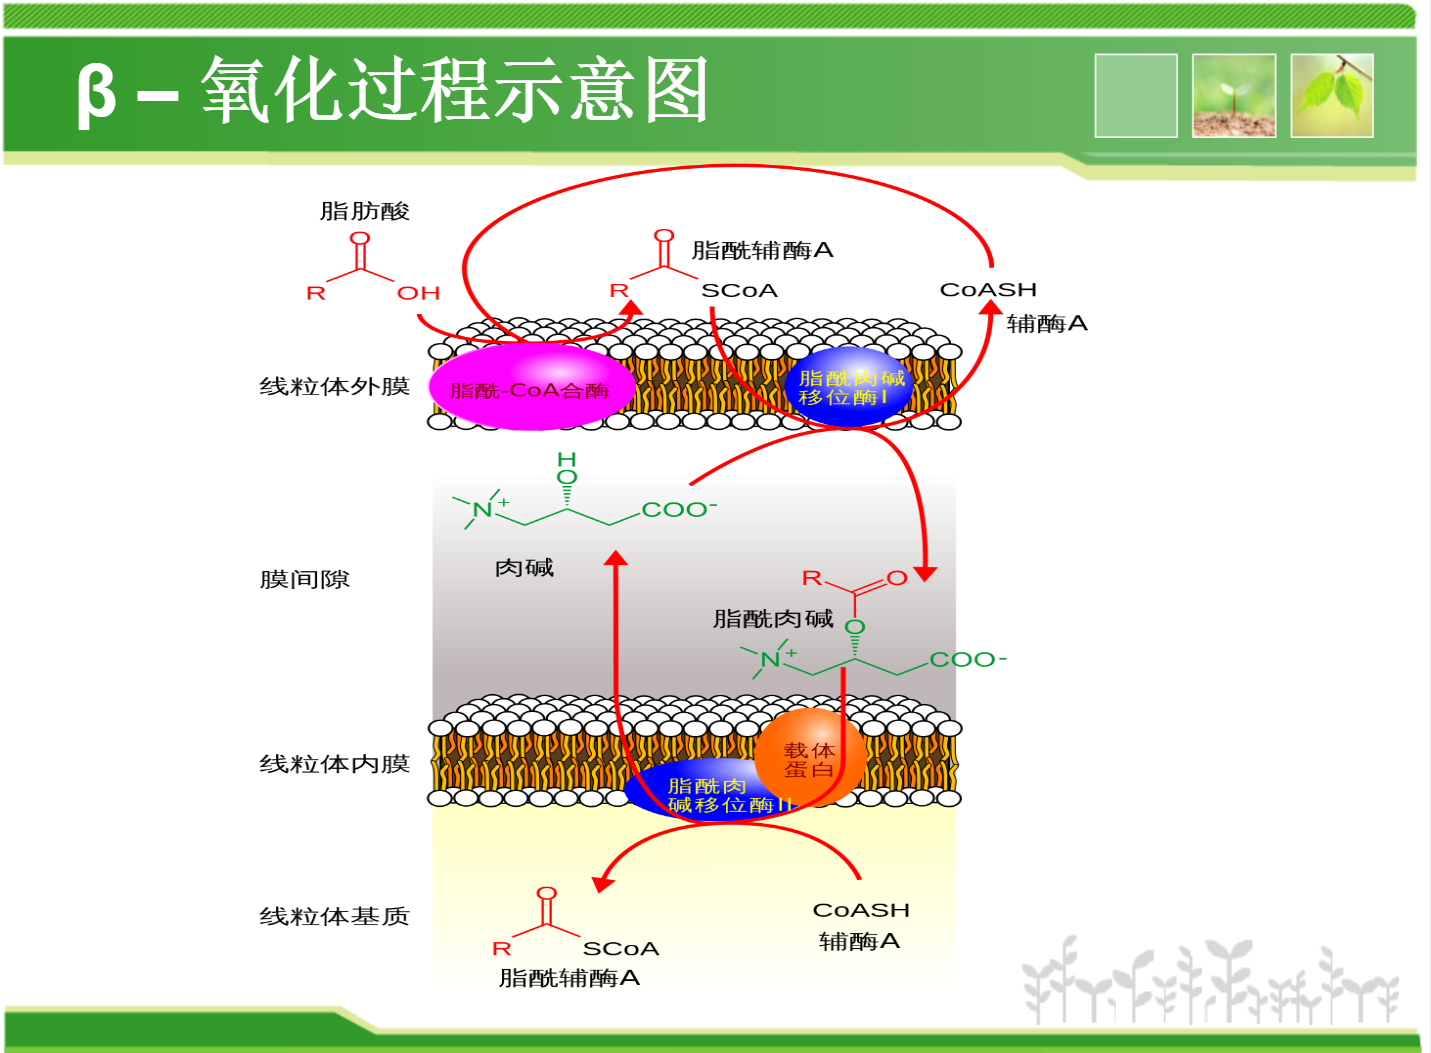 β – 氧化过程示意图
脂肪酸
O
R
OH
O
脂酰辅酶A
R
SCoA
CoASH
辅酶A
线粒体外膜
脂酰-CoA合酶
脂酰肉碱
移位酶I
H
O
N+
COO-
肉碱
膜间隙
R
O
脂酰肉碱
O
N+
COO-
线粒体内膜
载体
蛋白
脂酰肉
碱移位酶II
线粒体基质
O
R
SCoA
脂酰辅酶A
CoASH
辅酶A